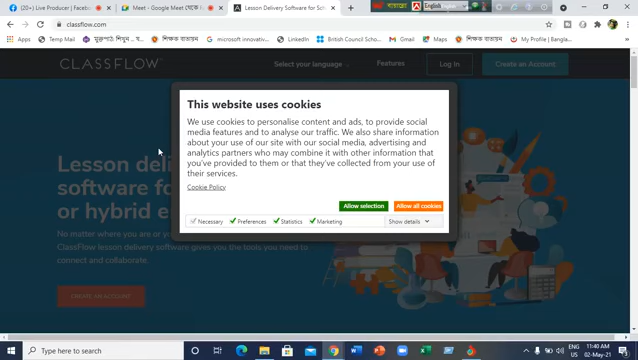 (20+) Live Producer | Facebo
Meet - Google Meet থেকে
Lesson Delivery Software for S
English
classflow.com
Apps
Temp Mail
মুক্তপাঠ: শিখুন,
শিক্ষক বাতায়ন
microsoft innovativ...
LinkedIn
British Council Scho...
Gmail
Maps
শিক্ষক বাতায়ন
My Profile | Bangla...
CLASSFLOW
Select your language
Features
Log In
Create an Account
This website uses cookies
We use cookies to personalise content and ads, to provide social
media features and to analyse our traffic. We also share information
about your use of our site with our social media, advertising and
analytics partners who may combine it with other information that
you've provided to them or that they've collected from your use of
their services.
Cookie Policy
Allow selection
Allow all cookies
Necessary
Preferences
Statistics
Marketing
Show details
Lesson deli
software fo
or hybrid e
No matter where you are or y
ClassFlow lesson delivery software gives you the tools you need to
connect and collaborate.
CREATE AN ACCOUNT
Type here to search
ENG
US
11:40 AM
02-May-21